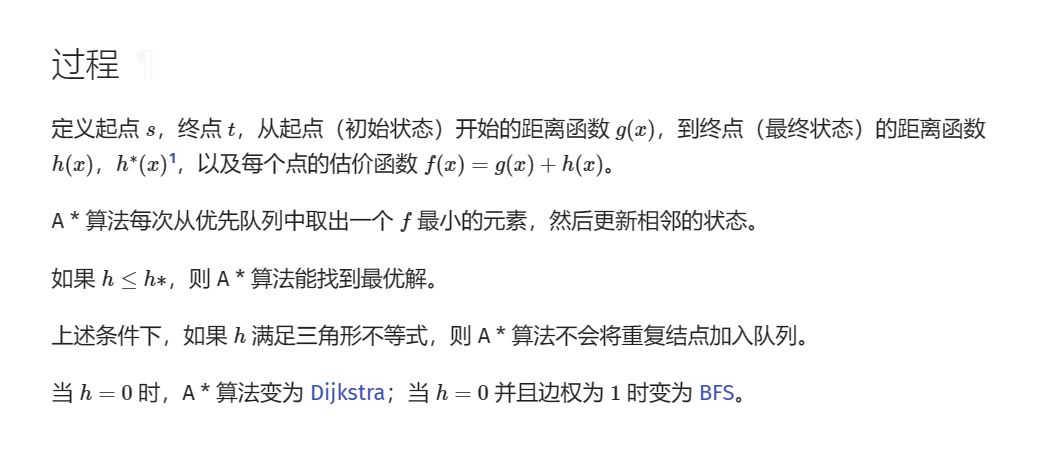 过程 ¶
定义起点 s，终点 t，从起点（初始状态）开始的距离函数 g(x)，到终点（最终状态）的距离函数
h(x)，h*(x)¹，以及每个点的估价函数 f(x) = g(x) + h(x)。
A * 算法每次从优先队列中取出一个 f 最小的元素，然后更新相邻的状态。
如果 h ≤ h*，则 A * 算法能找到最优解。
上述条件下，如果 h 满足三角形不等式，则 A * 算法不会将重复结点加入队列。
当 h = 0 时，A * 算法变为 Dijkstra；当 h = 0 并且边权为 1 时变为 BFS。